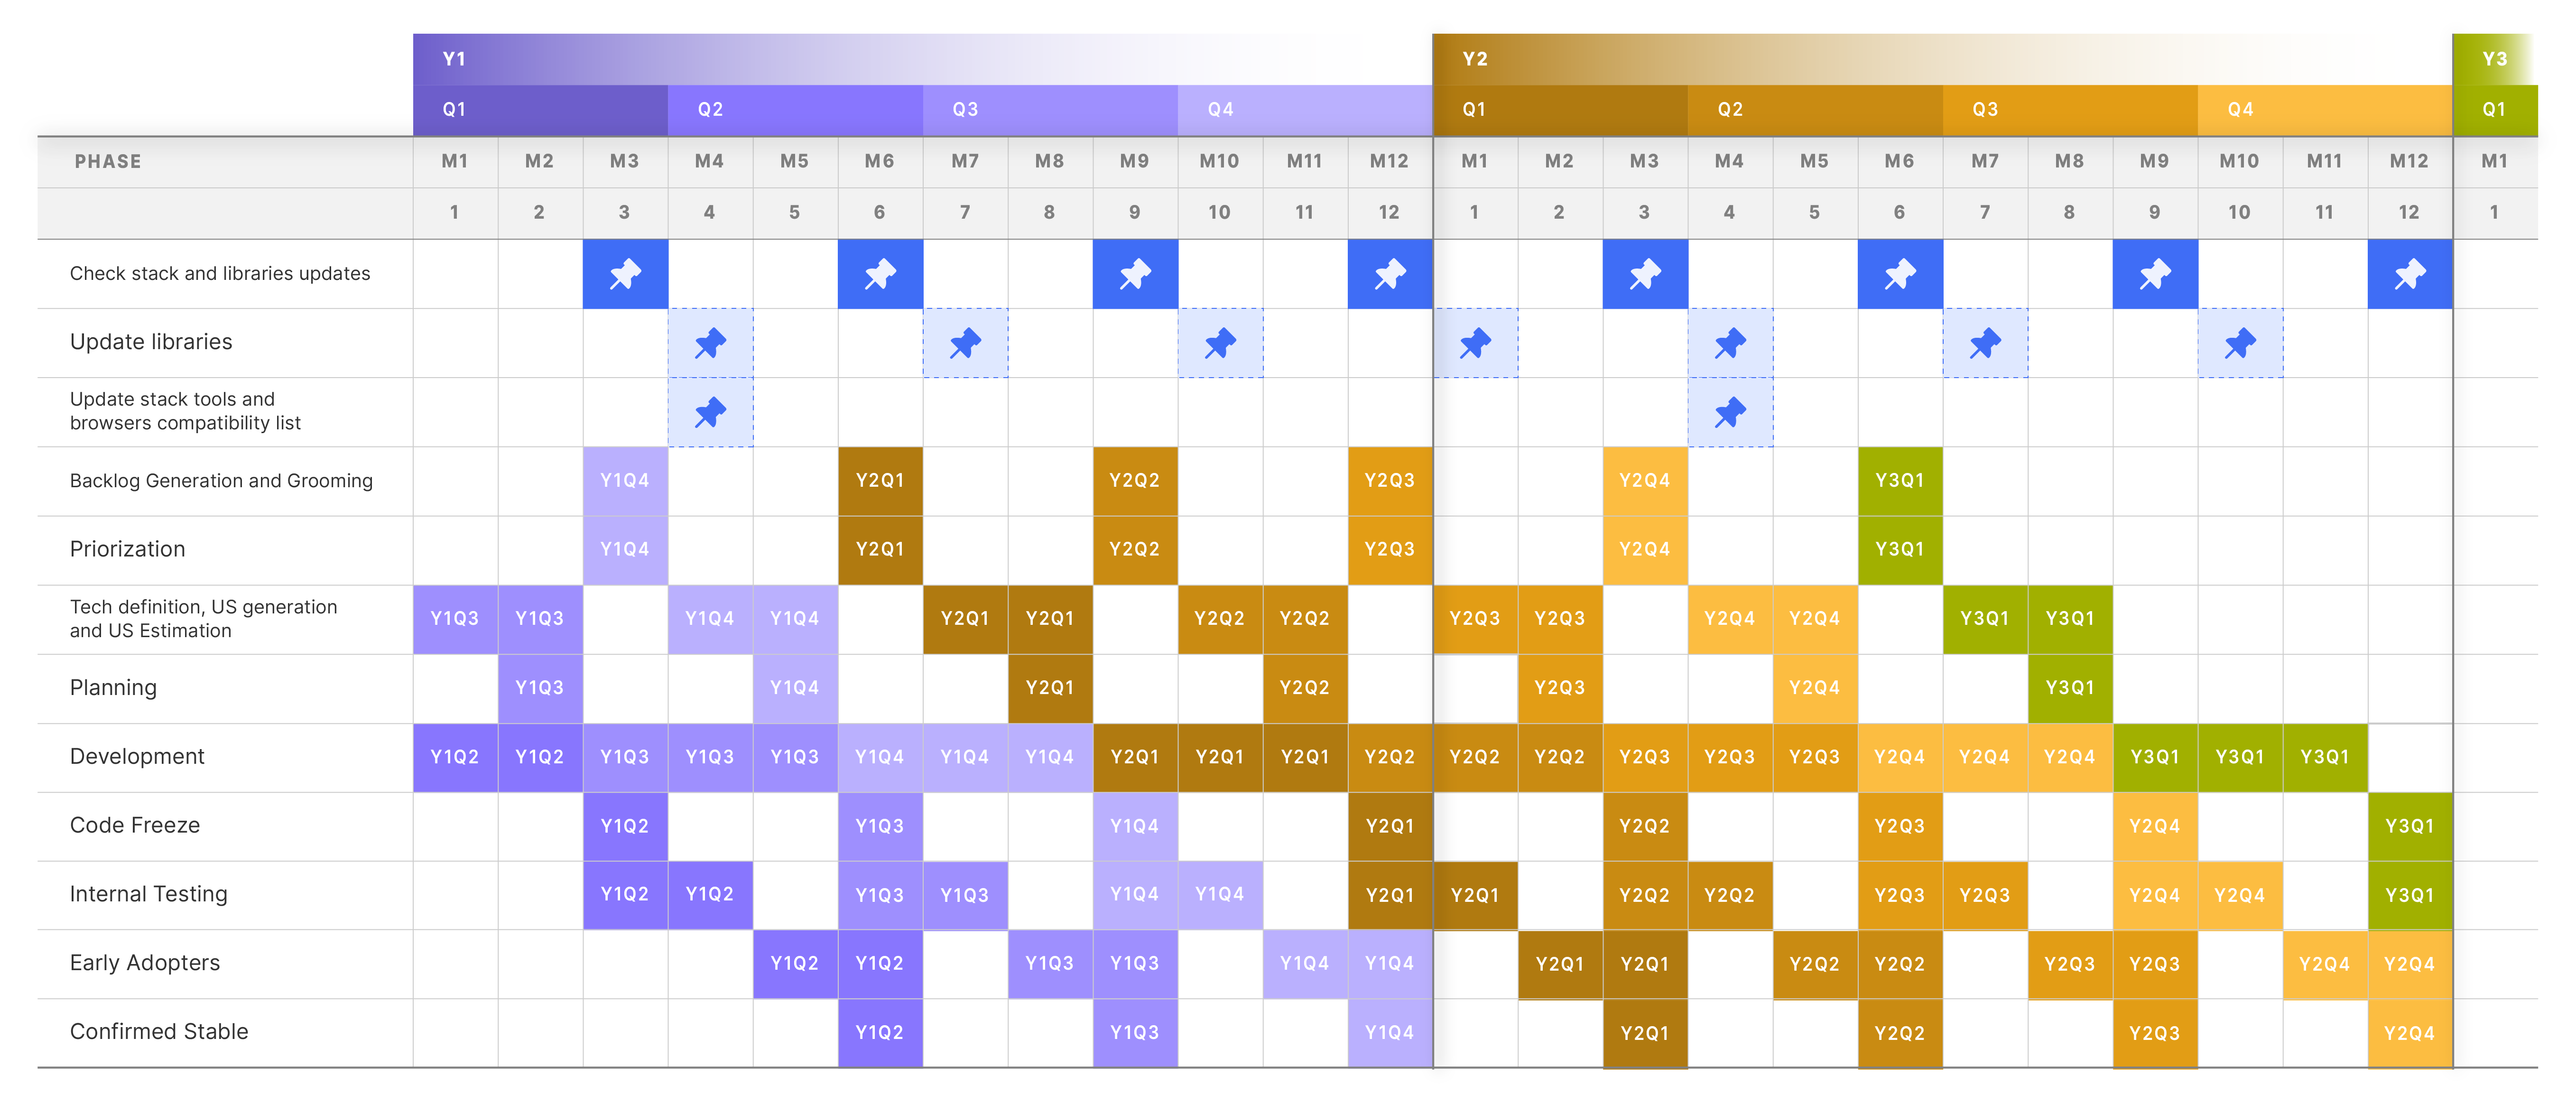 Y1 Y2 Y3
Q1 Q2 Q3 Q4 Q1 Q2 Q3 Q4 Q1
PHASE M1 M2 M3 M4 M5 M6 M7 M8 M9 M10 M11 M12 M1 M2 M3 M4 M5 M6 M7 M8 M9 M10 M11 M12 M1
1 2 3 4 5 6 7 8 9 10 11 12 1 2 3 4 5 6 7 8 9 10 11 12 1
Check stack and libraries updates
Update libraries
Update stack tools and
browsers compatibility list
Backlog Generation and Grooming Y1Q4 Y2Q1 Y2Q2 Y2Q3 Y2Q4 Y3Q1
Priorization Y1Q4 Y2Q1 Y2Q2 Y2Q3 Y2Q4 Y3Q1
Tech definition, US generation
and US Estimation
Y1Q3 Y1Q3 Y1Q4 Y1Q4 Y2Q1 Y2Q1 Y2Q2 Y2Q2 Y2Q3 Y2Q3 Y2Q4 Y2Q4 Y3Q1 Y3Q1
Planning Y1Q3 Y1Q4 Y2Q1 Y2Q2 Y2Q3 Y2Q4 Y3Q1
Development Y1Q2 Y1Q2 Y1Q3 Y1Q3 Y1Q3 Y1Q4 Y1Q4 Y1Q4 Y2Q1 Y2Q1 Y2Q1 Y2Q2 Y2Q2 Y2Q2 Y2Q3 Y2Q3 Y2Q3 Y2Q4 Y2Q4 Y2Q4 Y3Q1 Y3Q1 Y3Q1
Code Freeze Y1Q2 Y1Q3 Y1Q4 Y2Q1 Y2Q2 Y2Q3 Y2Q4 Y3Q1
Internal Testing Y1Q2 Y1Q2 Y1Q3 Y1Q3 Y1Q4 Y1Q4 Y2Q1 Y2Q1 Y2Q2 Y2Q2 Y2Q3 Y2Q3 Y2Q4 Y2Q4 Y3Q1
Early Adopters Y1Q2 Y1Q2 Y1Q3 Y1Q3 Y1Q4 Y1Q4 Y2Q1 Y2Q1 Y2Q2 Y2Q2 Y2Q3 Y2Q3 Y2Q4 Y2Q4
Confirmed Stable Y1Q2 Y1Q3 Y1Q4 Y2Q1 Y2Q2 Y2Q3 Y2Q4